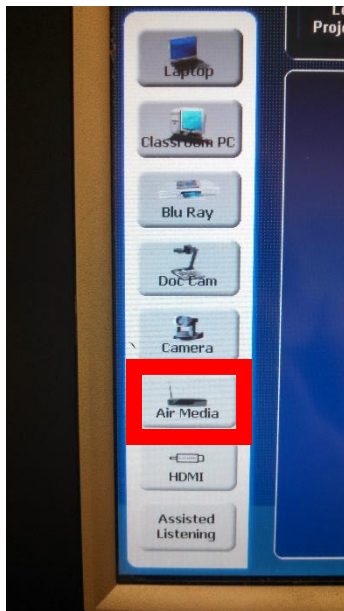 Laptop
Classroom PC
Blu Ray
Doc Cam
Camera
Air Media
HDMI
Assisted
Listening